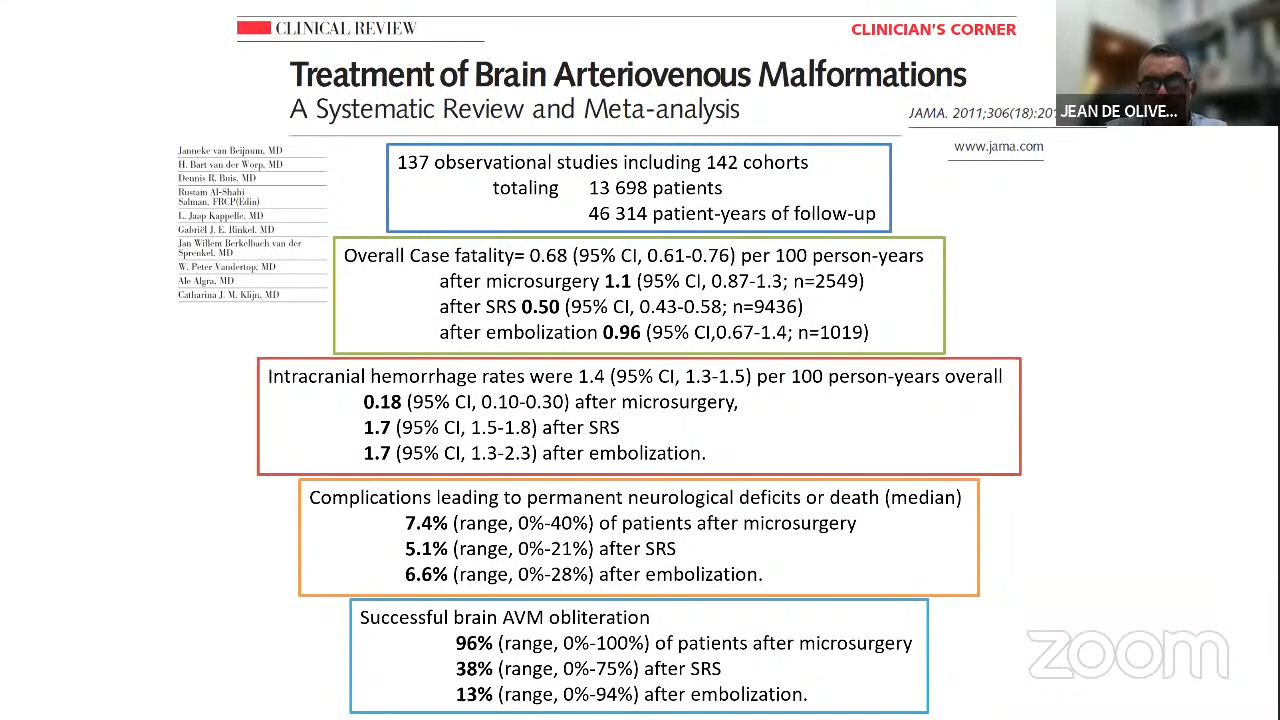 CLINICAL REVIEW
CLINICIAN'S CORNER
Treatment of Brain Arteriovenous Malformations
A Systematic Review and Meta-analysis
JAMA. 2011;306(18):201
JEAN DE OLIVE...
www.jama.com
Janneke van Beijnum, MD
H. Bart van der Worp, MD
Dennis R. Buis, MD
Rustam Al-Shahi
Salman, FRCP(Edin)
L. Jaap Kappelle, MD
Gabriël J. E. Rinkel, MD
Jan Willem Berkelbach van der
Sprenkel, MD
W. Peter Vandertop, MD
Ale Algra, MD
Catharina J. M. Klijn, MD
137 observational studies including 142 cohorts
totaling 13 698 patients
46 314 patient-years of follow-up
Overall Case fatality= 0.68 (95% CI, 0.61-0.76) per 100 person-years
after microsurgery 1.1 (95% CI, 0.87-1.3; n=2549)
after SRS 0.50 (95% CI, 0.43-0.58; n=9436)
after embolization 0.96 (95% CI,0.67-1.4; n=1019)
Intracranial hemorrhage rates were 1.4 (95% CI, 1.3-1.5) per 100 person-years overall
0.18 (95% CI, 0.10-0.30) after microsurgery,
1.7 (95% CI, 1.5-1.8) after SRS
1.7 (95% CI, 1.3-2.3) after embolization.
Complications leading to permanent neurological deficits or death (median)
7.4% (range, 0%-40%) of patients after microsurgery
5.1% (range, 0%-21%) after SRS
6.6% (range, 0%-28%) after embolization.
Successful brain AVM obliteration
96% (range, 0%-100%) of patients after microsurgery
38% (range, 0%-75%) after SRS
13% (range, 0%-94%) after embolization.
zoom